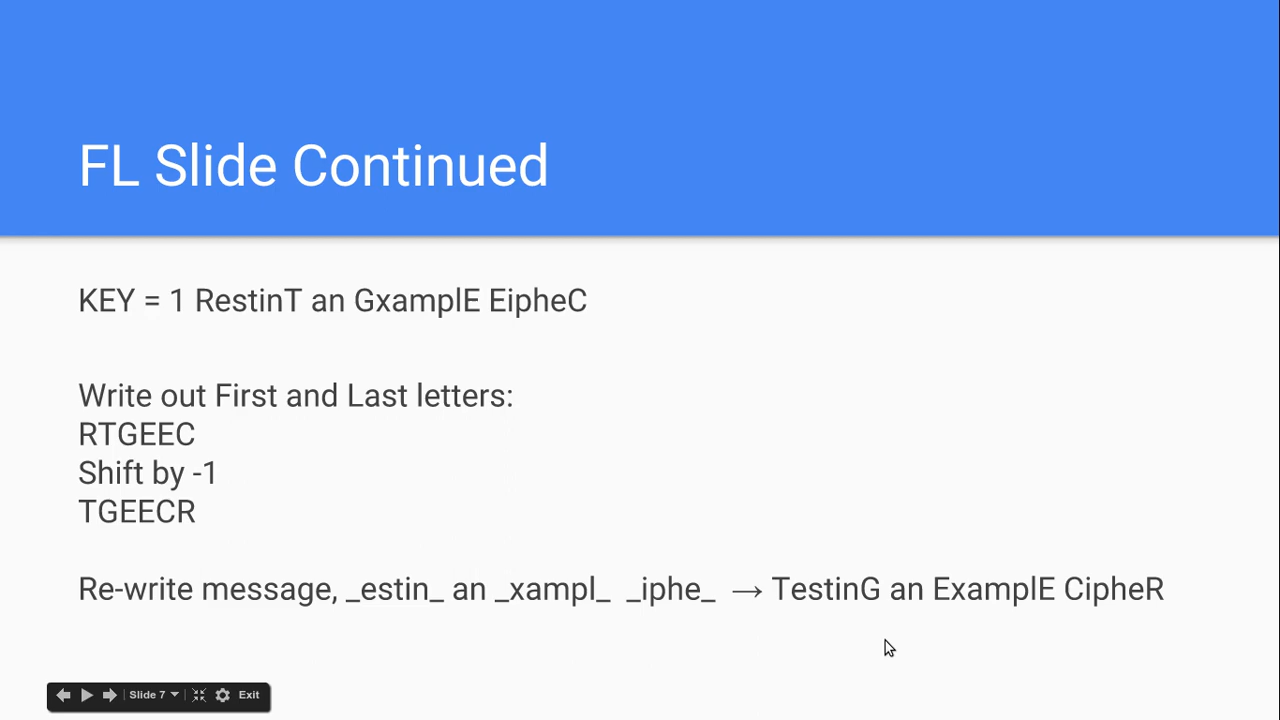 FL Slide Continued
KEY = 1 RestinT an GxamplE EipheC
Write out First and Last letters:
RTGEEC
Shift by -1
TGEECR
Re-write message, _estin_ an _xampl_  _iphe_  → TestinG an ExamplE CipheR
Slide 7
Exit